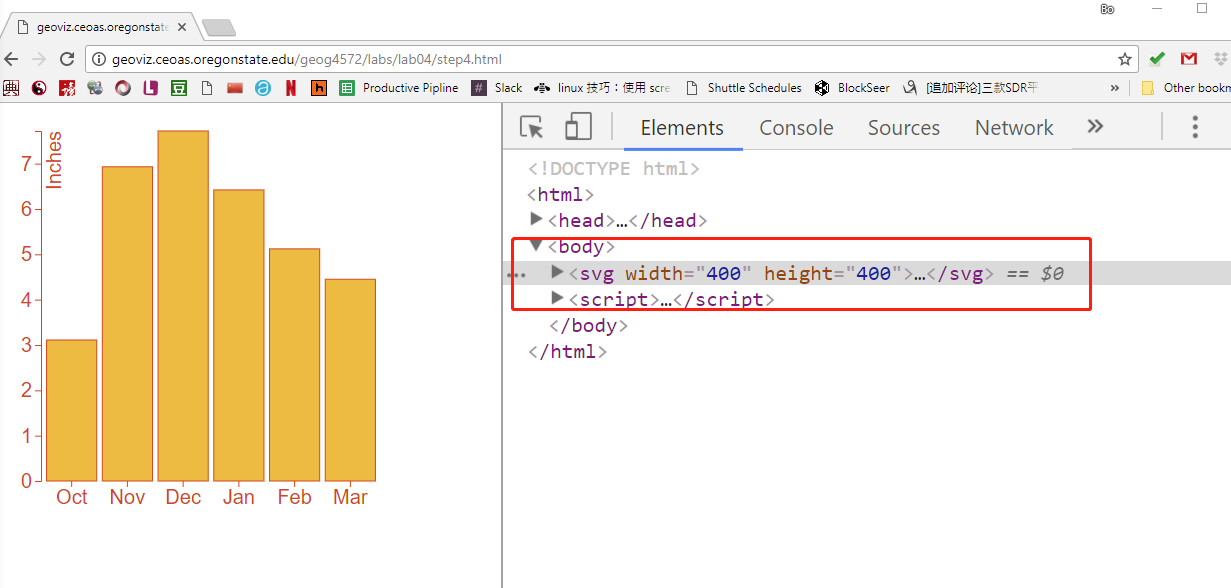 Bo
geoviz.ceoas.oregonstate
geoviz.ceoas.oregonstate.edu/geog4572/labs/lab04/step4.html
Productive Pipline
Slack
linux 技巧：使用 scre
Shuttle Schedules
BlockSeer
[追加评论]三款SDR平
»
Other bookm
Elements
Console
Sources
Network
»
<!DOCTYPE html>
<html>
▶<head>…</head>
▼<body>
… ▶<svg width="400" height="400">…</svg> == $0
▶<script>…</script>
</body>
</html>
Inches
7
6
5
4
3
2
1
0
Oct Nov Dec Jan Feb Mar